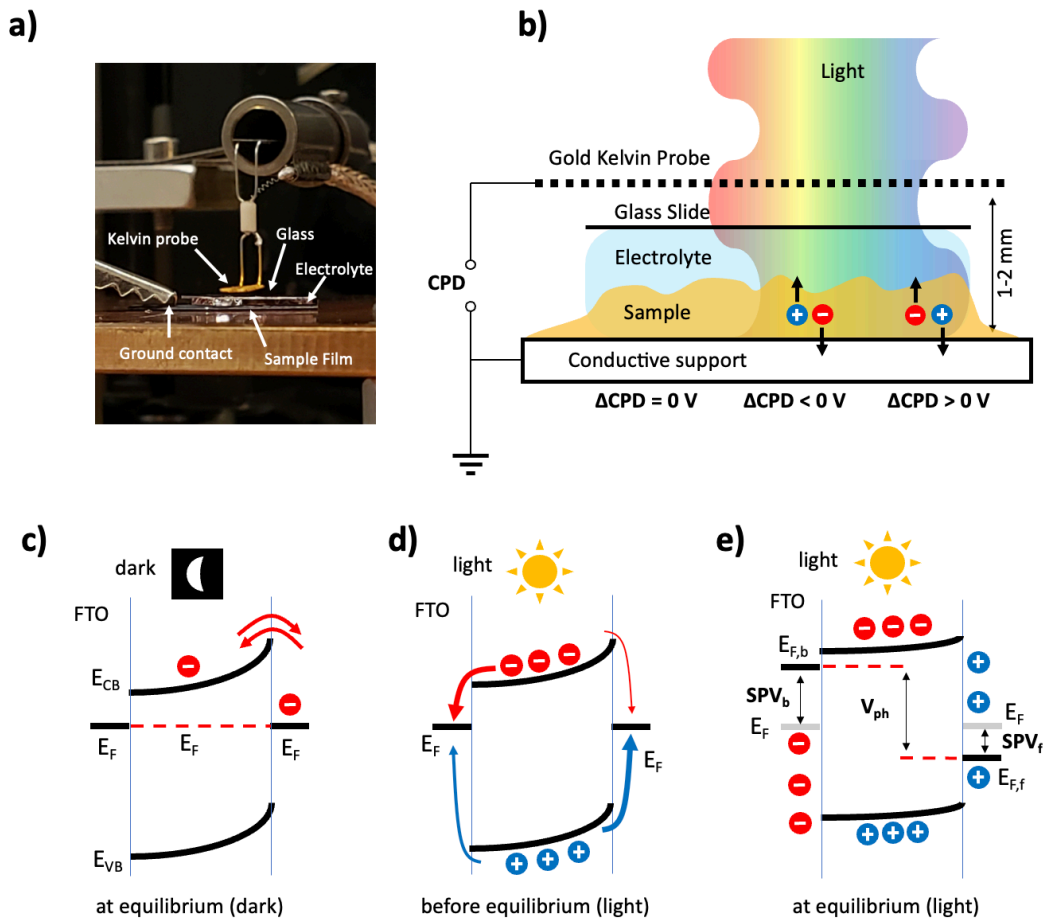 a)
Kelvin probe
Glass
Electrolyte
Ground contact
Sample Film
b)
Light
Gold Kelvin Probe
Glass Slide
Electrolyte
CPD
Sample
1-2 mm
Conductive support
ΔCPD = 0 V
ΔCPD < 0 V
ΔCPD > 0 V
c)
dark
FTO
E_CB
E_F
E_F
E_F
E_VB
at equilibrium (dark)
d)
light
FTO
E_F
E_F
before equilibrium (light)
e)
light
FTO
E_F,b
SPV_b
V_ph
E_F
E_F
SPV_f
E_F,f
at equilibrium (light)